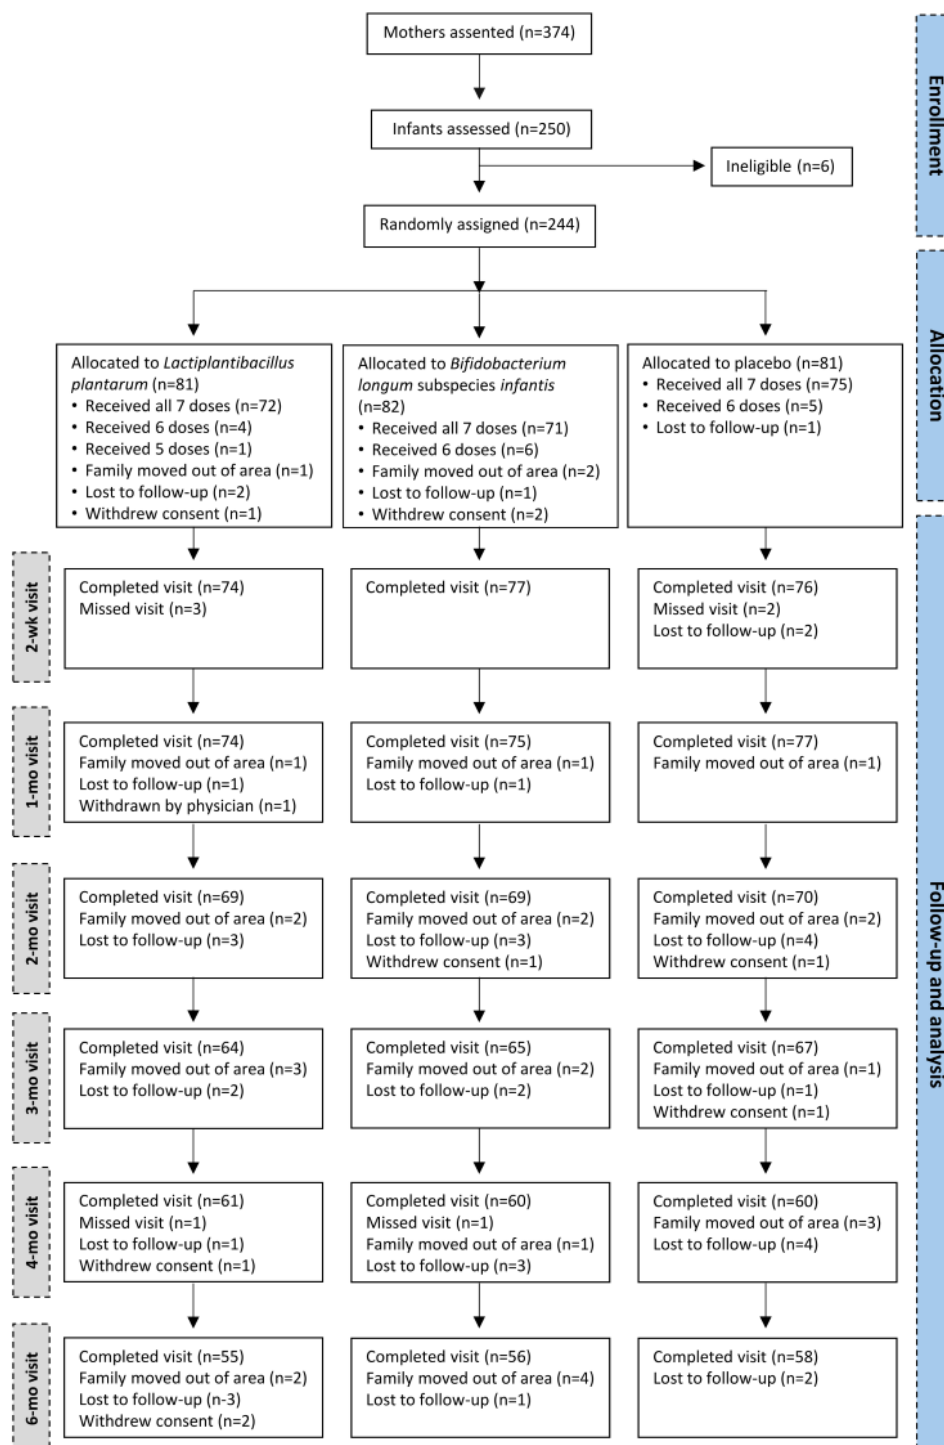 Mothers assented (n=374)
Enrollment
Infants assessed (n=250)
Ineligible (n=6)
Randomly assigned (n=244)
Allocation
Allocated to Lactiplantibacillus
plantarum (n=81)
• Received all 7 doses (n=72)
• Received 6 doses (n=4)
• Received 5 doses (n=1)
• Family moved out of area (n=1)
• Lost to follow-up (n=2)
• Withdrew consent (n=1)
Allocated to Bifidobacterium
longum subspecies infantis
(n=82)
• Received all 7 doses (n=71)
• Received 6 doses (n=6)
• Family moved out of area (n=2)
• Lost to follow-up (n=1)
• Withdrew consent (n=2)
Allocated to placebo (n=81)
• Received all 7 doses (n=75)
• Received 6 doses (n=5)
• Lost to follow-up (n=1)
Follow-up and analysis
2-wk visit
Completed visit (n=74)
Missed visit (n=3)
Completed visit (n=77)
Completed visit (n=76)
Missed visit (n=2)
Lost to follow-up (n=2)
1-mo visit
Completed visit (n=74)
Family moved out of area (n=1)
Lost to follow-up (n=1)
Withdrawn by physician (n=1)
Completed visit (n=75)
Family moved out of area (n=1)
Lost to follow-up (n=1)
Completed visit (n=77)
Family moved out of area (n=1)
2-mo visit
Completed visit (n=69)
Family moved out of area (n=2)
Lost to follow-up (n=3)
Completed visit (n=69)
Family moved out of area (n=2)
Lost to follow-up (n=3)
Withdrew consent (n=1)
Completed visit (n=70)
Family moved out of area (n=2)
Lost to follow-up (n=4)
Withdrew consent (n=1)
3-mo visit
Completed visit (n=64)
Family moved out of area (n=3)
Lost to follow-up (n=2)
Completed visit (n=65)
Family moved out of area (n=2)
Lost to follow-up (n=2)
Completed visit (n=67)
Family moved out of area (n=1)
Lost to follow-up (n=1)
Withdrew consent (n=1)
4-mo visit
Completed visit (n=61)
Missed visit (n=1)
Lost to follow-up (n=1)
Withdrew consent (n=1)
Completed visit (n=60)
Missed visit (n=1)
Family moved out of area (n=1)
Lost to follow-up (n=3)
Completed visit (n=60)
Family moved out of area (n=3)
Lost to follow-up (n=4)
6-mo visit
Completed visit (n=55)
Family moved out of area (n=2)
Lost to follow-up (n-3)
Withdrew consent (n=2)
Completed visit (n=56)
Family moved out of area (n=4)
Lost to follow-up (n=1)
Completed visit (n=58)
Lost to follow-up (n=2)